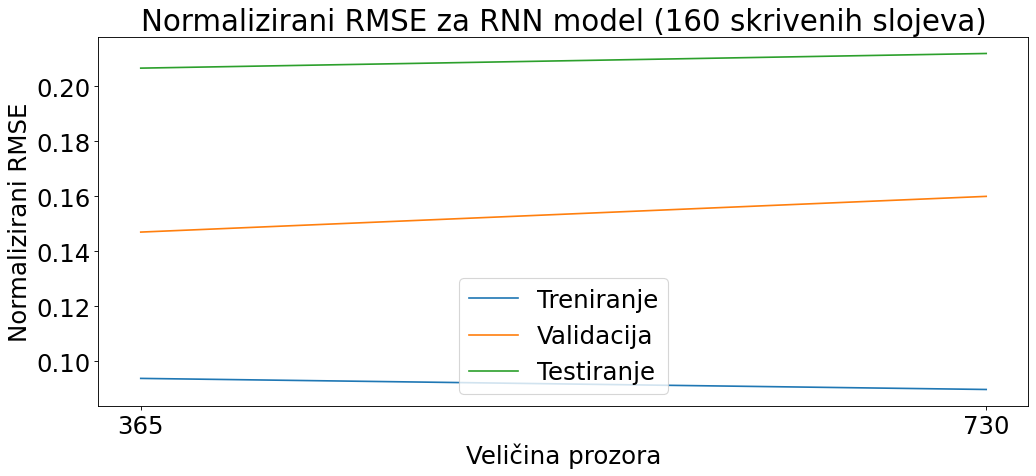 Normalizirani RMSE za RNN model (160 skrivenih slojeva)
Normalizirani RMSE
0.20
0.18
0.16
0.14
0.12
0.10
Treniranje
Validacija
Testiranje
365
730
Veličina prozora